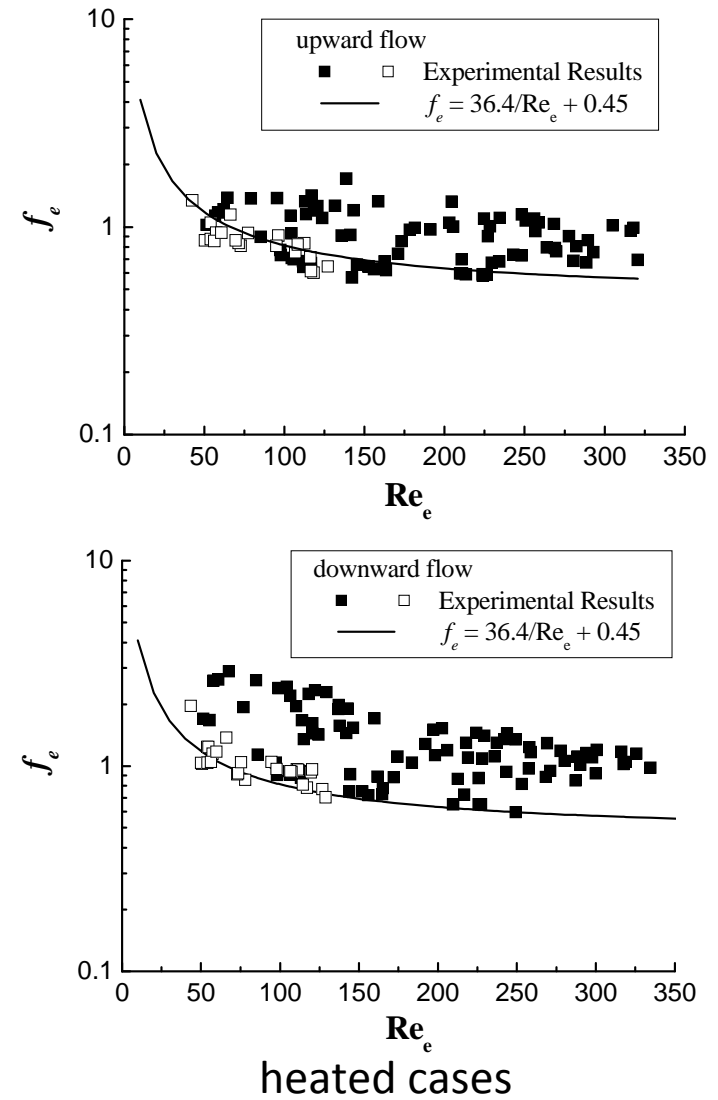 10
upward flow
Experimental Results
f_e = 36.4/Re_e + 0.45
f_e
1
0.1
0 50 100 150 200 250 300 350
Re_e
10
downward flow
Experimental Results
f_e = 36.4/Re_e + 0.45
f_e
1
0.1
0 50 100 150 200 250 300 350
Re_e
heated cases